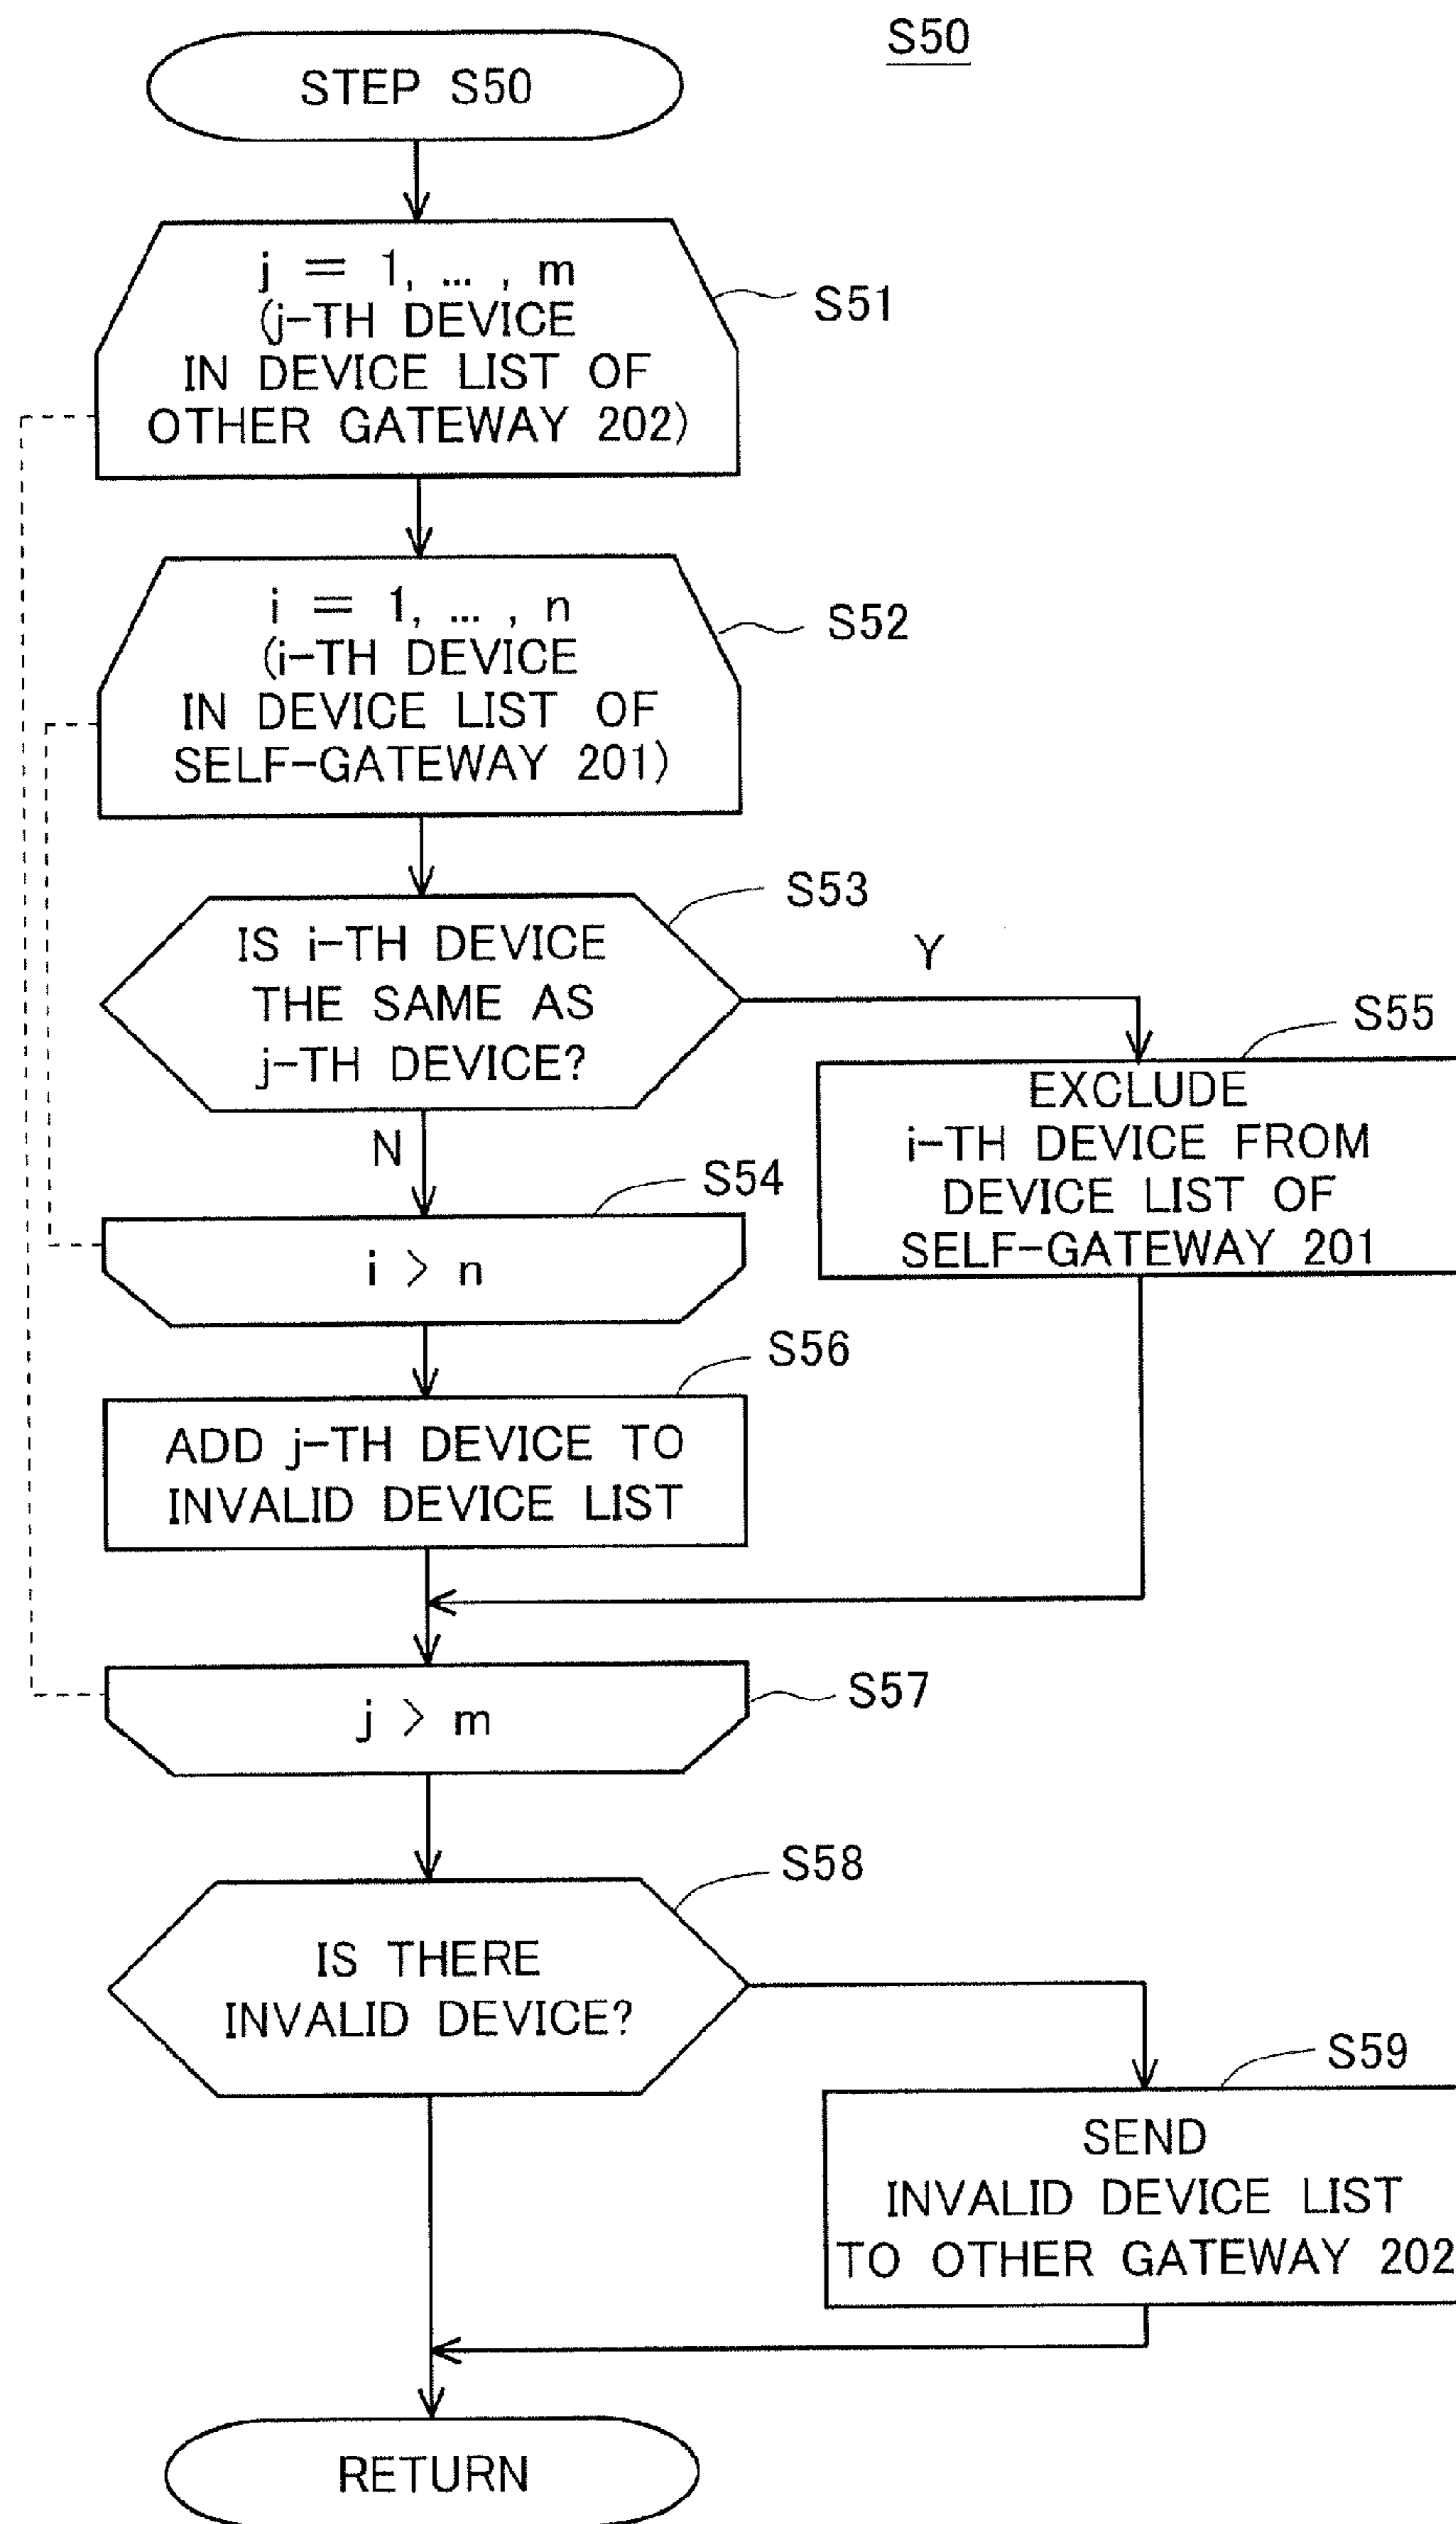 S50
STEP S50
j = 1, ... , m
(j-TH DEVICE
IN DEVICE LIST OF
OTHER GATEWAY 202)
S51
i = 1, ... , n
(i-TH DEVICE
IN DEVICE LIST OF
SELF-GATEWAY 201)
S52
IS i-TH DEVICE
THE SAME AS
j-TH DEVICE?
S53
Y
N
S55
EXCLUDE
i-TH DEVICE FROM
DEVICE LIST OF
SELF-GATEWAY 201
S54
i > n
S56
ADD j-TH DEVICE TO
INVALID DEVICE LIST
S57
j > m
S58
IS THERE
INVALID DEVICE?
S59
SEND
INVALID DEVICE LIST
TO OTHER GATEWAY 202
RETURN